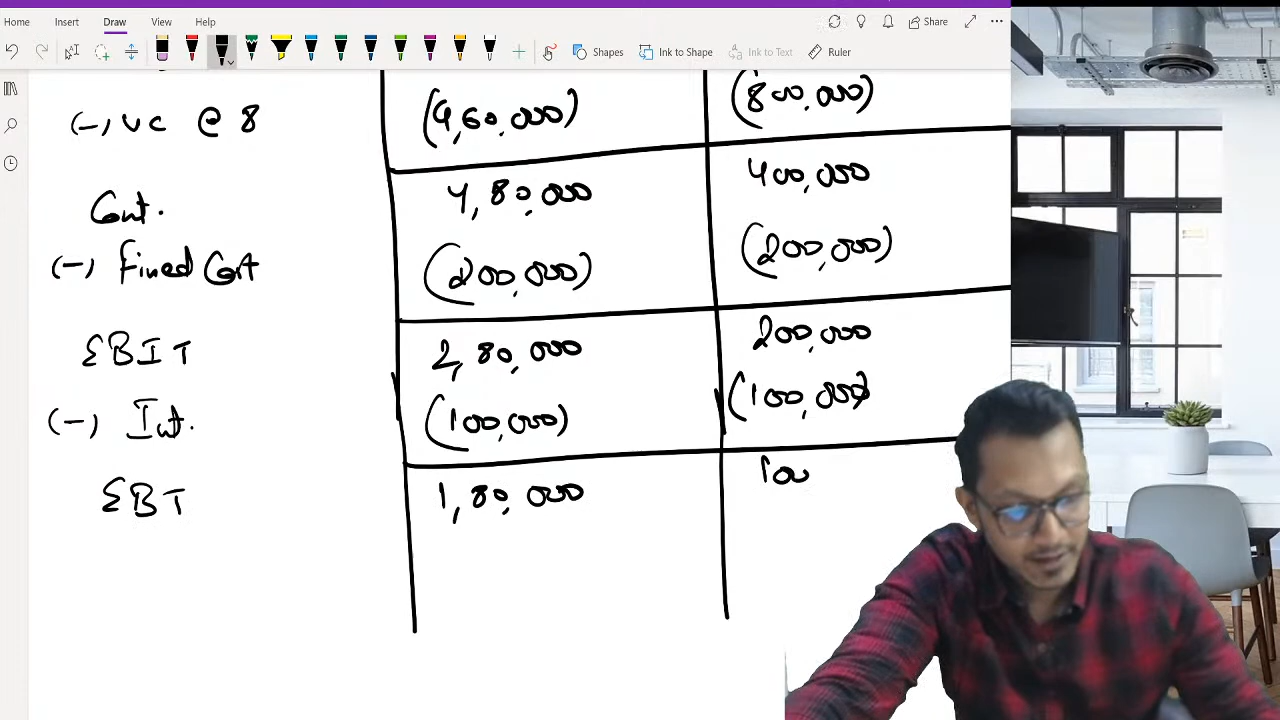 Home Insert Draw View Help Share
Shapes Ink to Shape Ink to Text Ruler
(-) VC @ 8 (9,60,000) (800,000)
Cont. 4,80,000 400,000
(-) Fixed Cost (200,000) (200,000)
EBIT 2,80,000 200,000
(-) Int. (100,000) (100,000)
EBT 1,80,000 100